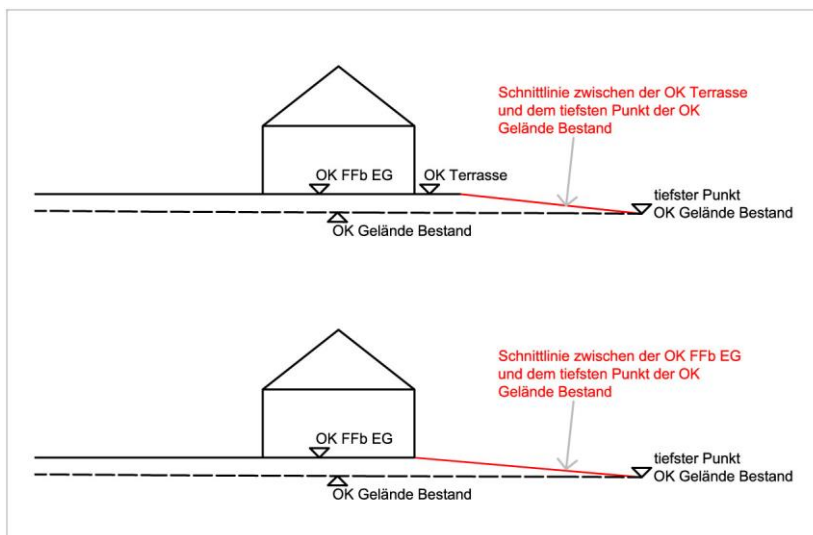 Schnittlinie zwischen der OK Terrasse
und dem tiefsten Punkt der OK
Gelände Bestand
OK FFb EG
OK Terrasse
tiefster Punkt
OK Gelände Bestand
OK Gelände Bestand
Schnittlinie zwischen der OK FFb EG
und dem tiefsten Punkt der OK
Gelände Bestand
OK FFb EG
tiefster Punkt
OK Gelände Bestand
OK Gelände Bestand